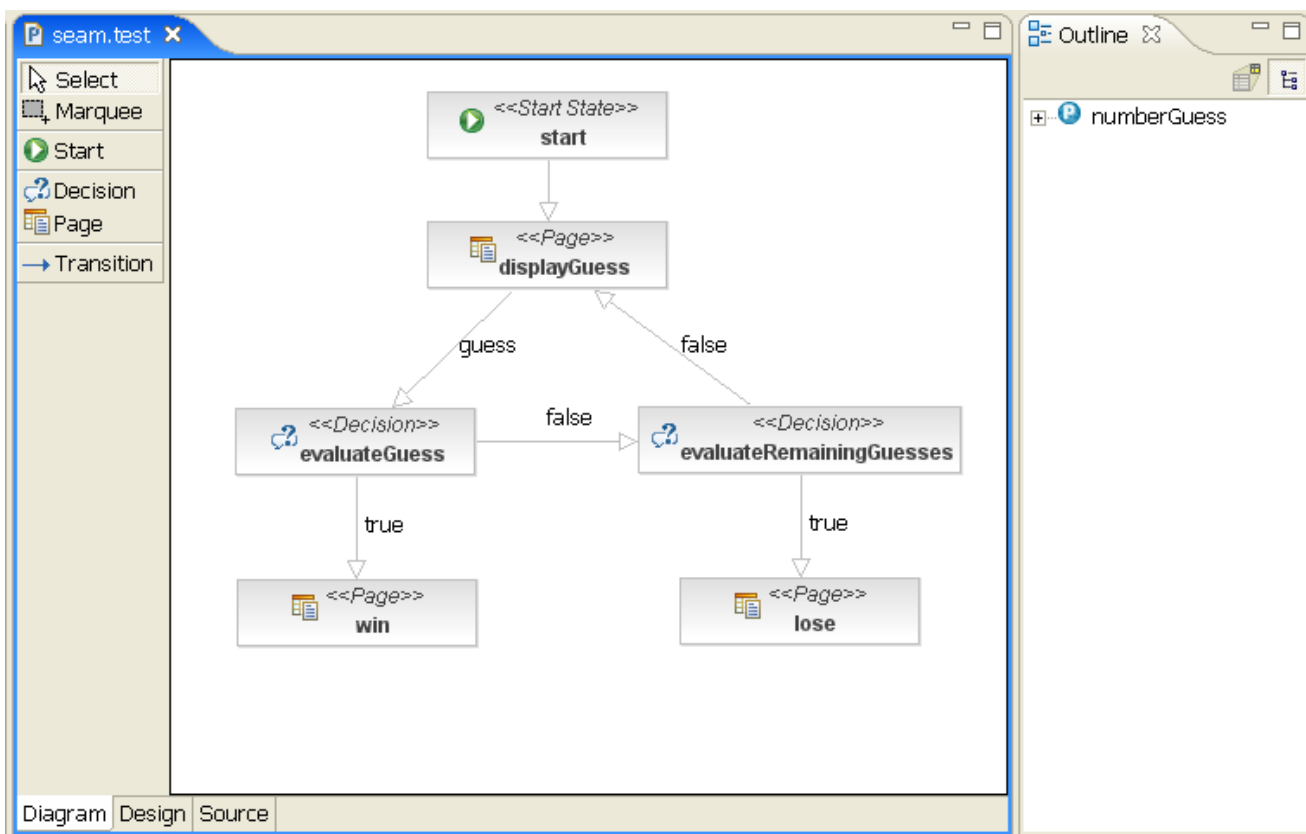 seam.test
Outline
Select
Marquee
Start
Decision
Page
Transition
<<Start State>>
start
<<Page>>
displayGuess
guess
false
<<Decision>>
evaluateGuess
false
<<Decision>>
evaluateRemainingGuesses
true
true
<<Page>>
win
<<Page>>
lose
numberGuess
Diagram Design Source